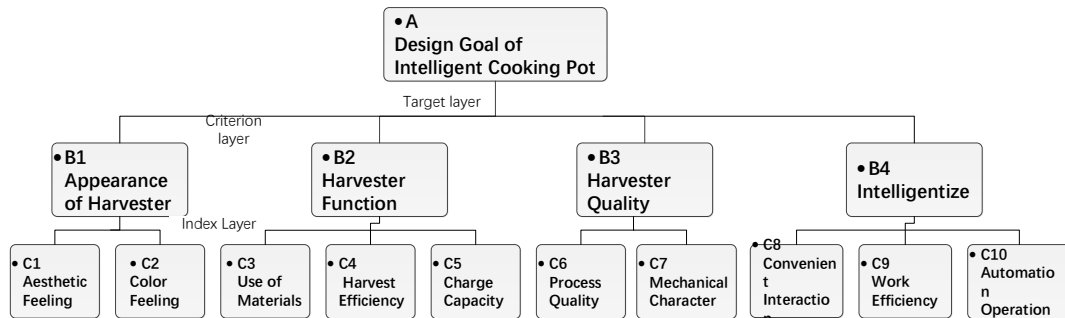 • A
Design Goal of
Intelligent Cooking Pot
Target layer
Criterion
layer
• B1
Appearance
of Harvester
• B2
Harvester
Function
• B3
Harvester
Quality
• B4
Intelligentize
Index Layer
• C1
Aesthetic
Feeling
• C2
Color
Feeling
• C3
Use of
Materials
• C4
Harvest
Efficiency
• C5
Charge
Capacity
• C6
Process
Quality
• C7
Mechanical
Character
• C8
Convenien
t
Interactio
n
• C9
Work
Efficiency
• C10
Automatio
n
Operation